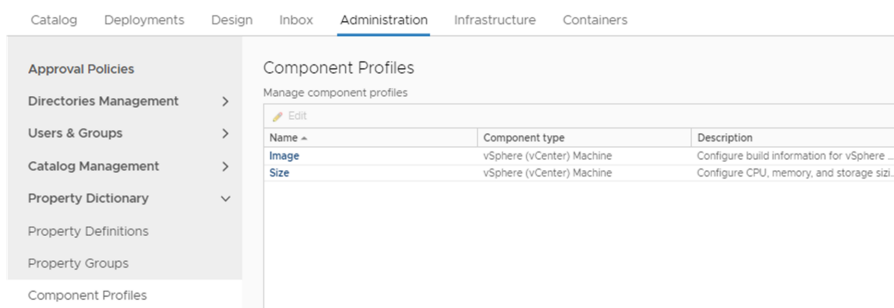 Catalog Deployments Design Inbox Administration Infrastructure Containers
Approval Policies
Directories Management
Users & Groups
Catalog Management
Property Dictionary
Property Definitions
Property Groups
Component Profiles
Component Profiles
Manage component profiles
Edit
Name Component type Description
Image vSphere (vCenter) Machine Configure build information for vSphere ...
Size vSphere (vCenter) Machine Configure CPU, memory, and storage sizi...